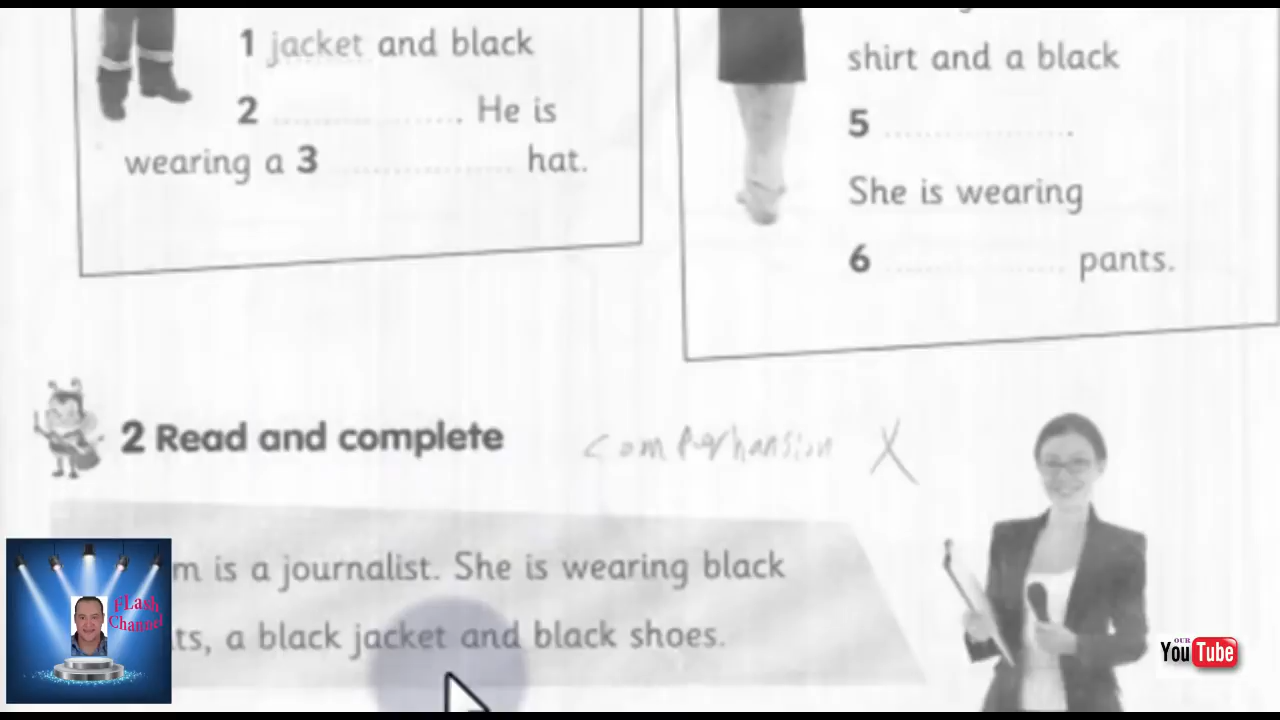 1 jacket and black
2 .................. . He is
wearing a 3 .................. hat.
shirt and a black
5 .................. .
She is wearing
6 .................. pants.
2 Read and complete
comperhansion X
m is a journalist. She is wearing black
ts, a black jacket and black shoes.
FLash
Channel
OUR
YouTube